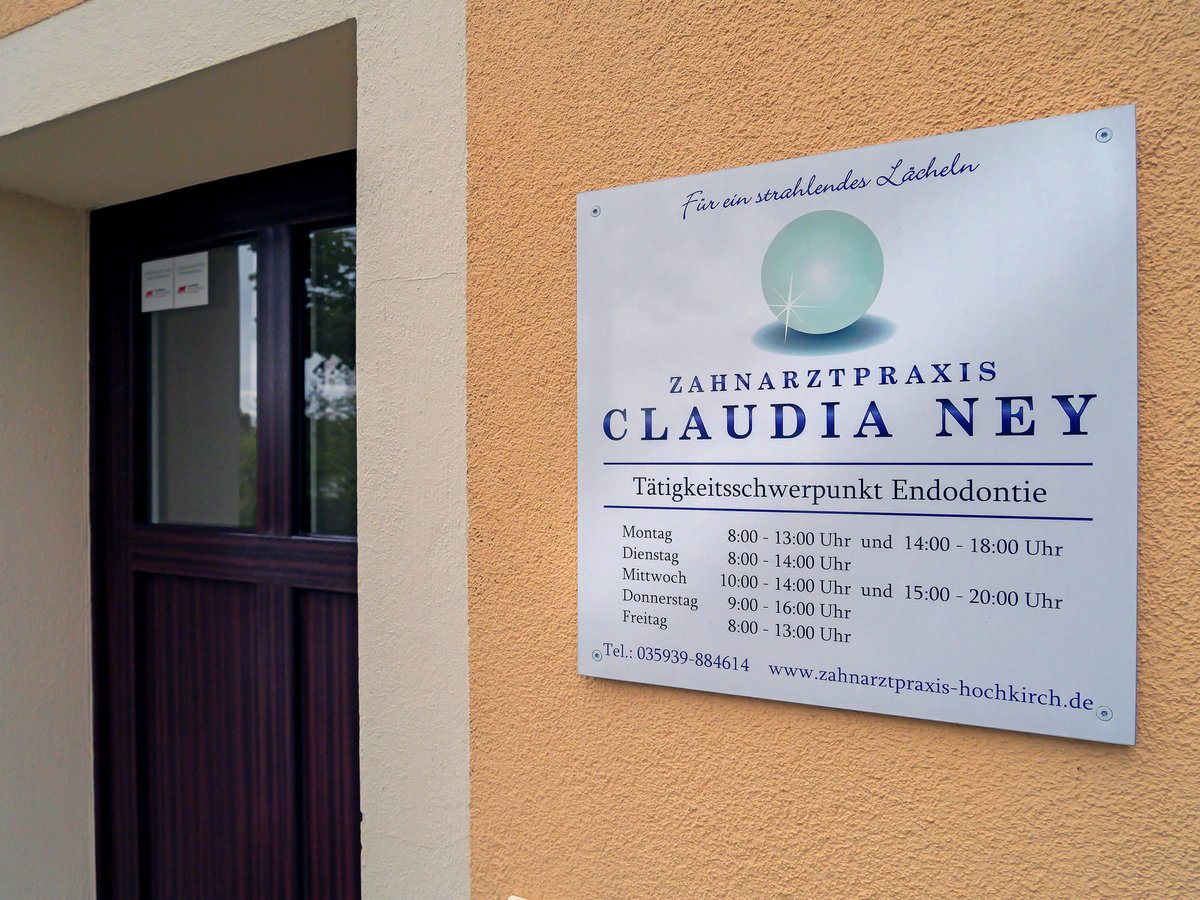 Für ein strahlendes Lächeln
ZAHNARZTPRAXIS
CLAUDIA NEY
Tätigkeitsschwerpunkt Endodontie
Montag 8:00 - 13:00 Uhr und 14:00 - 18:00 Uhr
Dienstag 8:00 - 14:00 Uhr
Mittwoch 10:00 - 14:00 Uhr und 15:00 - 20:00 Uhr
Donnerstag 9:00 - 16:00 Uhr
Freitag 8:00 - 13:00 Uhr
Tel.: 035939-884614 www.zahnarztpraxis-hochkirch.de